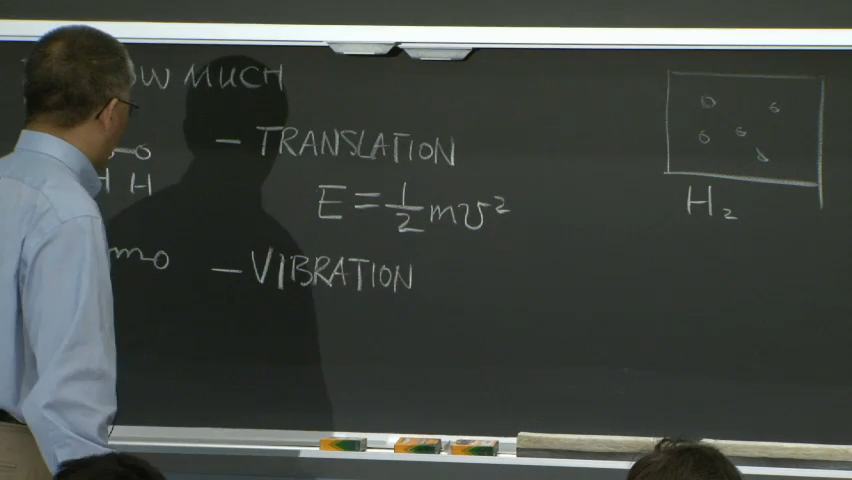 MUCH
– TRANSLATION
H H
E = 1/2 mv²
– VIBRATION
H₂